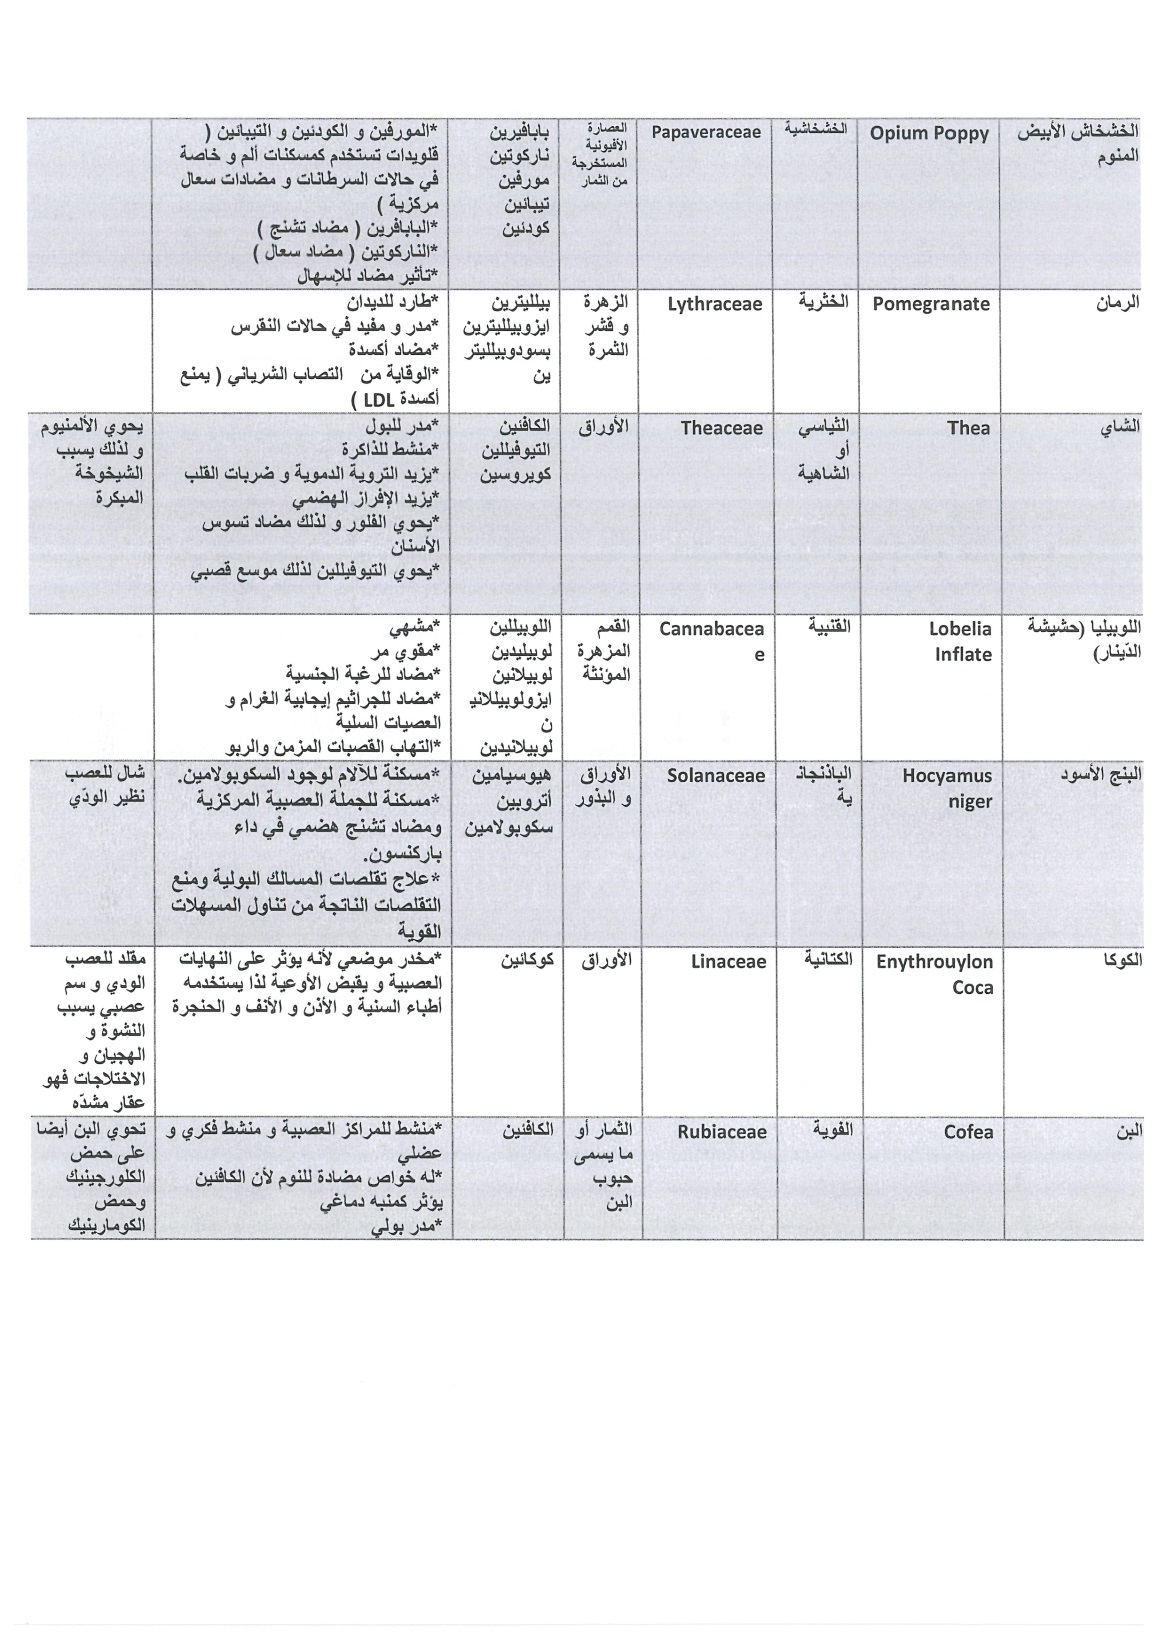 الخشخاش الأبيض
المنوم
Opium Poppy
الخشخاشية
Papaveraceae
العصارة
الأفيونية
المستخرجة
من الثمار
بابافيرين
ناركوتين
مورفين
تيبائين
كودئين
*المورفين و الكودئين و التيبائين (
قلويدات تستخدم كمسكنات ألم و خاصة
في حالات السرطانات و مضادات سعال
مركزية )
*البابافرين ( مضاد تشنج )
*الناركوتين ( مضاد سعال )
*تأثير مضاد للإسهال
الرمان
Pomegranate
الخثرية
Lythraceae
الزهرة
و قشر
الثمرة
بيلليترين
ايزوبيلليترين
بسودوبيلليتر
ين
*طارد للديدان
*مدر و مفيد في حالات النقرس
*مضاد أكسدة
*الوقاية من التصاب الشرياني ( يمنع
أكسدة LDL )
الشاي
Thea
الثياسي
أو
الشاهية
Theaceae
الأوراق
الكافئين
التيوفيللين
كويروسين
*مدر للبول
*منشط للذاكرة
*يزيد التروية الدموية و ضربات القلب
*يزيد الإفراز الهضمي
*يحوي الفلور و لذلك مضاد تسوس
الأسنان
*يحوي التيوفيللين لذلك موسع قصبي
يحوي الألمنيوم
و لذلك يسبب
الشيخوخة
المبكرة
اللوبيليا (حشيشة
الدّينار)
Lobelia
Inflate
القنبية
Cannabacea
e
القمم
المزهرة
المؤنثة
اللوبيللين
لوبيليدين
لوبيلانين
ايزولوبيللاني
ن
لوبيلانيدين
*مشهي
*مقوي مر
*مضاد للرغبة الجنسية
*مضاد للجراثيم إيجابية الغرام و
العصيات السلية
*التهاب القصبات المزمن والربو
البنج الأسود
Hocyamus
niger
الباذنجان
ية
Solanaceae
الأوراق
و البذور
هيوسيامين
أتروبين
سكوبولامين
*مسكنة للآلام لوجود السكوبولامين.
*مسكنة للجملة العصبية المركزية
ومضاد تشنج هضمي في داء
باركنسون.
*علاج تقلصات المسالك البولية ومنع
التقلصات الناتجة من تناول المسهلات
القوية
شال للعصب
نظير الودّي
الكوكا
Enythrouylon
Coca
الكتانية
Linaceae
الأوراق
كوكائين
*مخدر موضعي لأنه يؤثر على النهايات
العصبية و يقبض الأوعية لذا يستخدمه
أطباء السنية و الأذن و الأنف و الحنجرة
مقلد للعصب
الودي و سم
عصبي يسبب
النشوة و
الهجيان و
الاختلاجات فهو
عقار مشدّه
البن
Cofea
الفوية
Rubiaceae
الثمار أو
ما يسمى
حبوب
البن
الكافئين
*منشط للمراكز العصبية و منشط فكري و
عضلي
*له خواص مضادة للنوم لأن الكافئين
يؤثر كمنبه دماغي
*مدر بولي
تحوي البن أيضا
على حمض
الكلورجينيك
وحمض
الكومارينيك